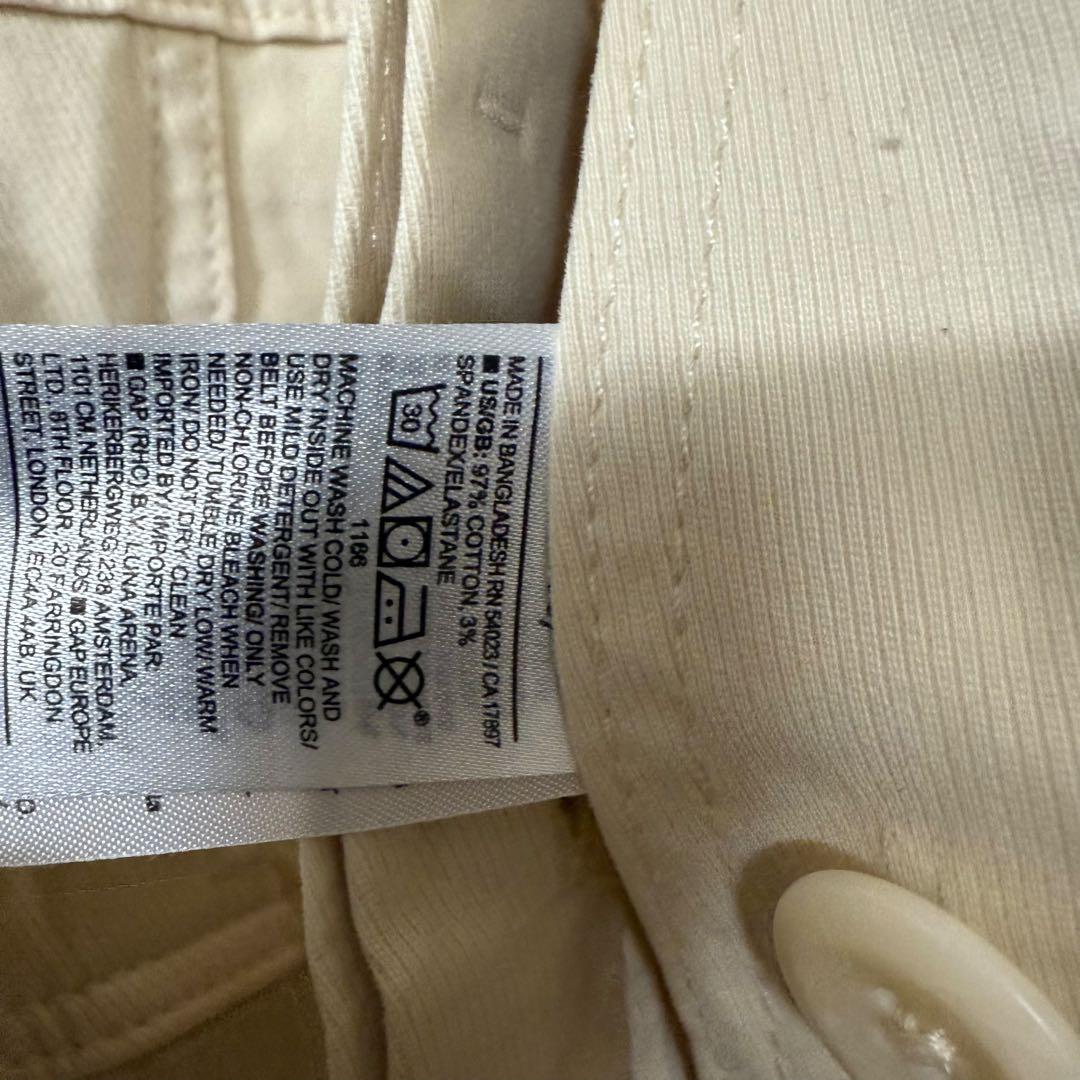 MADE IN BANGLADESH RN 54023 / CA 17897
■ US/GB: 97% COTTON, 3%
SPANDEX/ELASTANE
30
®
1166
MACHINE WASH COLD/ WASH AND
DRY INSIDE OUT WITH LIKE COLORS/
USE MILD DETERGENT/ REMOVE
BELT BEFORE WASHING/ ONLY
NON-CHLORINE BLEACH WHEN
NEEDED/ TUMBLE DRY LOW/ WARM
IRON/ DO NOT DRY CLEAN
IMPORTED BY/ IMPORTE PAR
■ GAP (RHC) B.V./ LUNA ARENA,
HERIKERBERGWEG 238 AMSTERDAM,
1101 CM, NETHERLANDS ■ GAP EUROPE
LTD. 8TH FLOOR, 20 FARRINGDON
STREET, LONDON, EC4A 4AB, UK